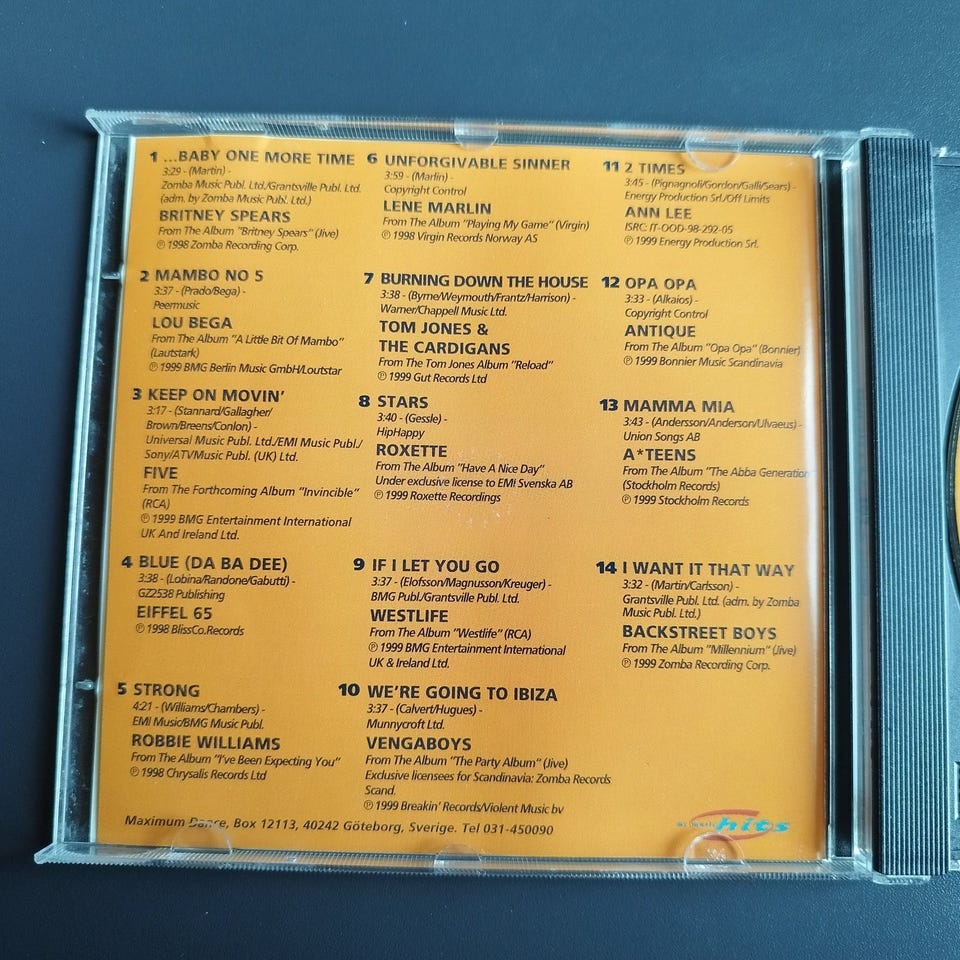 1 ...BABY ONE MORE TIME
3:29 - (Martin) -
Zomba Music Publ. Ltd./Grantsville Publ. Ltd.
(adm. by Zomba Music Publ. Ltd.)
BRITNEY SPEARS
From The Album "Britney Spears" (Jive)
℗ 1998 Zomba Recording Corp.
2 MAMBO NO 5
3:37 - (Prado/Bega) -
Peermusic
LOU BEGA
From The Album "A Little Bit Of Mambo"
(Lautstark)
℗ 1999 BMG Berlin Music GmbH/Loutstar
3 KEEP ON MOVIN'
3:17 - (Stannard/Gallagher/
Brown/Breens/Conlon) -
Universal Music Publ. Ltd./EMI Music Publ./
Sony/ATVMusic Publ. (UK) Ltd.
FIVE
From The Forthcoming Album "Invincible"
(RCA)
℗ 1999 BMG Entertainment International
UK And Ireland Ltd.
4 BLUE (DA BA DEE)
3:38 - (Lobina/Randone/Gabutti) -
GZ2538 Publishing
EIFFEL 65
℗ 1998 BlissCo.Records
5 STRONG
4:21 - (Williams/Chambers) -
EMI Music/BMG Music Publ.
ROBBIE WILLIAMS
From The Album "I've Been Expecting You"
℗ 1998 Chrysalis Records Ltd
6 UNFORGIVABLE SINNER
3:59 - (Marlin) -
Copyright Control
LENE MARLIN
From The Album "Playing My Game" (Virgin)
℗ 1998 Virgin Records Norway AS
7 BURNING DOWN THE HOUSE
3:38 - (Byrne/Weymouth/Frantz/Harrison) -
Warner/Chappell Music Ltd.
TOM JONES &
THE CARDIGANS
From The Tom Jones Album "Reload"
℗ 1999 Gut Records Ltd
8 STARS
3:40 - (Gessle) -
HipHappy
ROXETTE
From The Album "Have A Nice Day"
Under exclusive license to EMI Svenska AB
℗ 1999 Roxette Recordings
9 IF I LET YOU GO
3:37 - (Elofsson/Magnusson/Kreuger) -
BMG Publ./Grantsville Publ. Ltd.
WESTLIFE
From The Album "Westlife" (RCA)
℗ 1999 BMG Entertainment International
UK & Ireland Ltd.
10 WE'RE GOING TO IBIZA
3:37 - (Calvert/Hugues) -
Munnycroft Ltd.
VENGABOYS
From The Album "The Party Album" (Jive)
Exclusive licensees for Scandinavia: Zomba Records
Scand.
℗ 1999 Breakin' Records/Violent Music bv
11 2 TIMES
3:45 - (Pignagnoli/Gordon/Galli/Sears) -
Energy Production Srl./Off Limits
ANN LEE
ISRC: IT-OOD-98-292-05
℗ 1999 Energy Production Srl.
12 OPA OPA
3:33 - (Alkaios) -
Copyright Control
ANTIQUE
From The Album "Opa Opa" (Bonnier)
℗ 1999 Bonnier Music Scandinavia
13 MAMMA MIA
3:43 - (Andersson/Anderson/Ulvaeus) -
Union Songs AB
A*TEENS
From The Album "The Abba Generation
(Stockholm Records)
℗ 1999 Stockholm Records
14 I WANT IT THAT WAY
3:32 - (Martin/Carlsson) -
Grantsville Publ. Ltd. (adm. by Zomba
Music Publ. Ltd.)
BACKSTREET BOYS
From The Album "Millennium" (Jive)
℗ 1999 Zomba Recording Corp.
Maximum Dance, Box 12113, 40242 Göteborg, Sverige. Tel 031-450090
hits